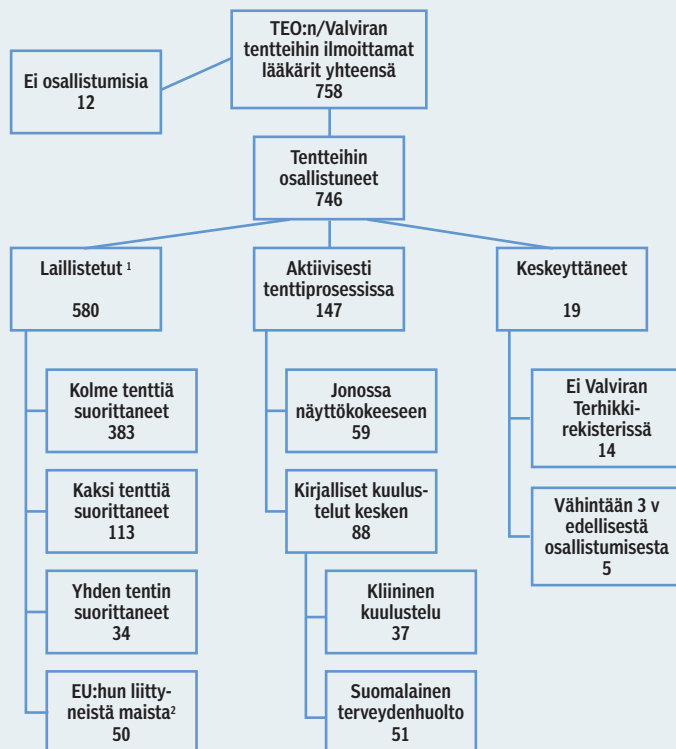 TEO:n/Valviran
tentteihin ilmoittamat
lääkärit yhteensä
758
Ei osallistumisia
12
Tentteihin
osallistuneet
746
Laillistetut ¹
580
Aktiivisesti
tenttiprosessissa
147
Keskeyttäneet
19
Kolme tenttiä
suorittaneet
383
Kaksi tenttiä
suorittaneet
113
Yhden tentin
suorittaneet
34
EU:hun liitty-
neistä maista²
50
Jonossa
näyttökokeeseen
59
Kirjalliset kuulus-
telut kesken
88
Kliininen
kuulustelu
37
Suomalainen
terveydenhuolto
51
Ei Valviran
Terhikki-
rekisterissä
14
Vähintään 3 v
edellisestä
osallistumisesta
5